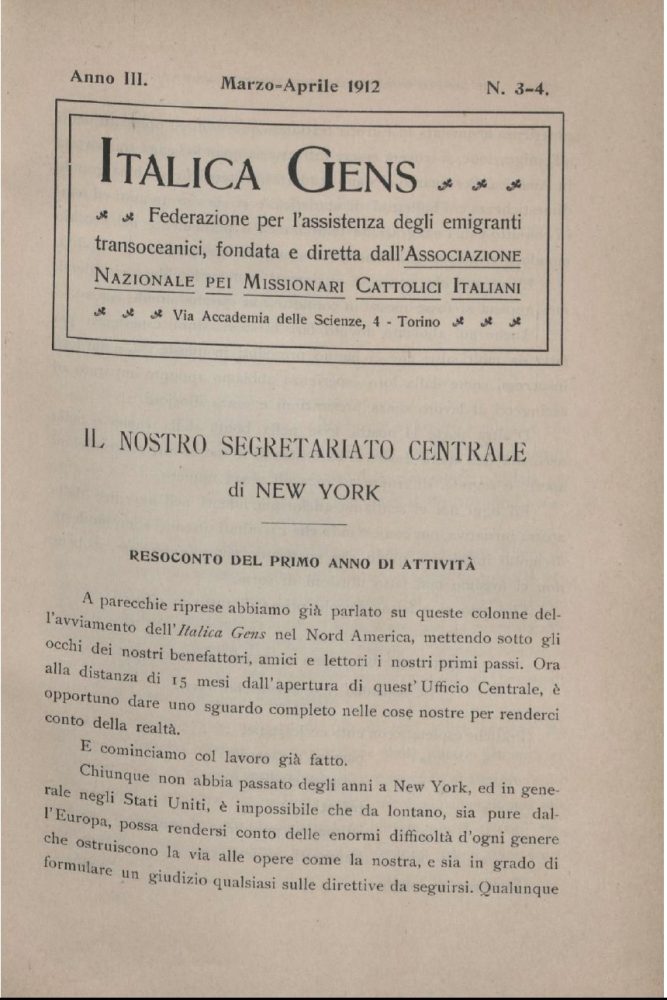 Anno III. Marzo-Aprile 1912 N. 3-4.
ITALICA GENS
Federazione per l'assistenza degli emigranti
transoceanici, fondata e diretta dall'ASSOCIAZIONE
NAZIONALE PEI MISSIONARI CATTOLICI ITALIANI
Via Accademia delle Scienze, 4 - Torino
IL NOSTRO SEGRETARIATO CENTRALE
di NEW YORK
RESOCONTO DEL PRIMO ANNO DI ATTIVITÀ
A parecchie riprese abbiamo già parlato su queste colonne del-
l'avviamento dell'Italica Gens nel Nord America, mettendo sotto gli
occhi dei nostri benefattori, amici e lettori i nostri primi passi. Ora
alla distanza di 15 mesi dall'apertura di quest'Ufficio Centrale, è
opportuno dare uno sguardo completo nelle cose nostre per renderci
conto della realtà.
E cominciamo col lavoro già fatto.
Chiunque non abbia passato degli anni a New York, ed in gene-
rale negli Stati Uniti, è impossibile che da lontano, sia pure dal-
l'Europa, possa rendersi conto delle enormi difficoltà d'ogni genere
che ostruiscono la via alle opere come la nostra, e sia in grado di
formulare un giudizio qualsiasi sulle direttive da seguirsi. Qualunque